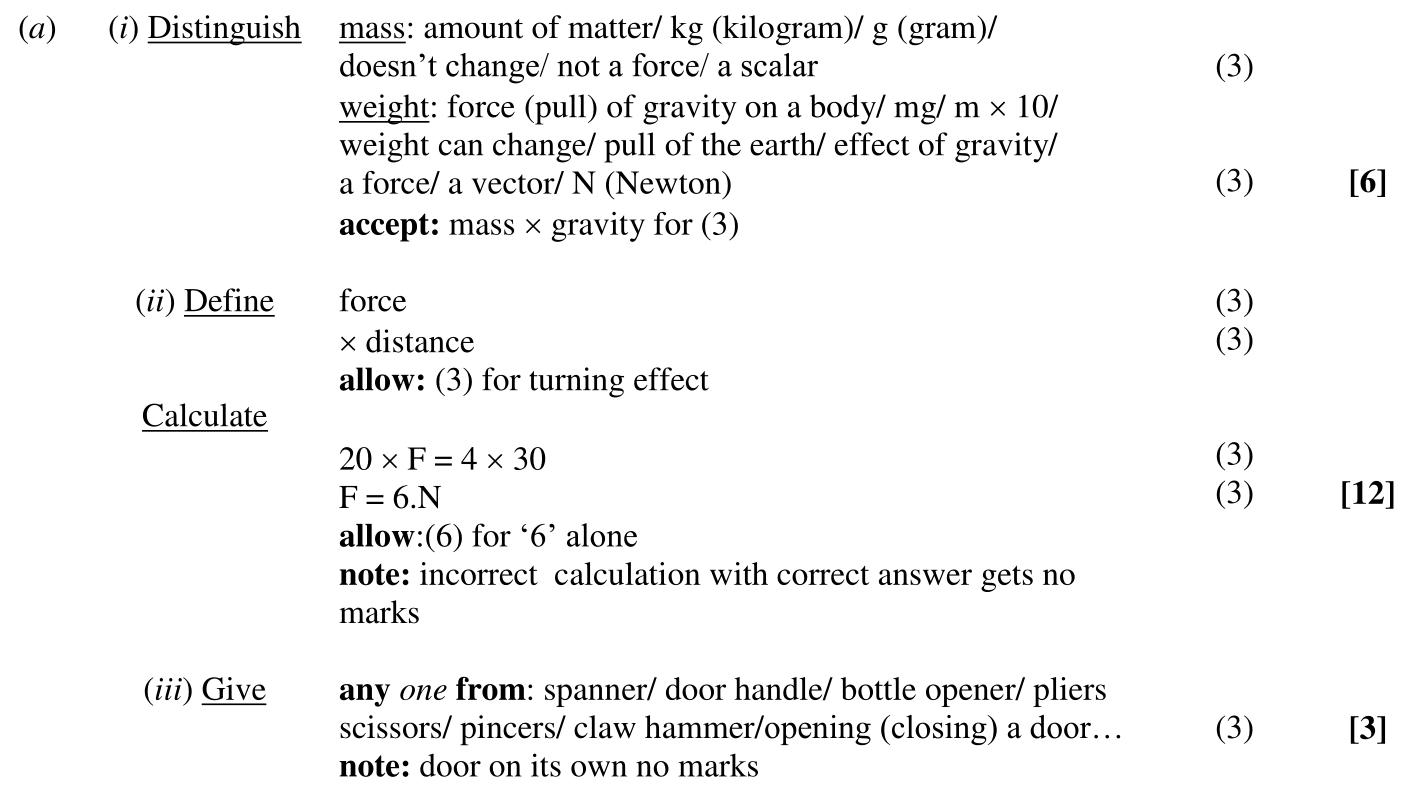 (a) (i) Distinguish mass: amount of matter/ kg (kilogram)/ g (gram)/
doesn’t change/ not a force/ a scalar (3)
weight: force (pull) of gravity on a body/ mg/ m × 10/
weight can change/ pull of the earth/ effect of gravity/
a force/ a vector/ N (Newton) (3) [6]
accept: mass × gravity for (3)
(ii) Define force (3)
× distance (3)
allow: (3) for turning effect
Calculate
20 × F = 4 × 30 (3)
F = 6.N (3) [12]
allow:(6) for ‘6’ alone
note: incorrect calculation with correct answer gets no
marks
(iii) Give any one from: spanner/ door handle/ bottle opener/ pliers
scissors/ pincers/ claw hammer/opening (closing) a door… (3) [3]
note: door on its own no marks